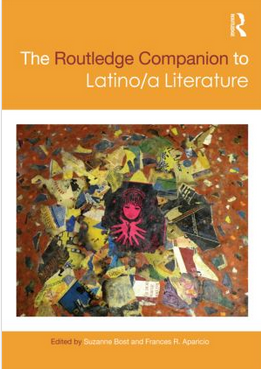 The Routledge Companion to
Latino/a Literature
Edited by Suzanne Bost and Frances R. Aparicio